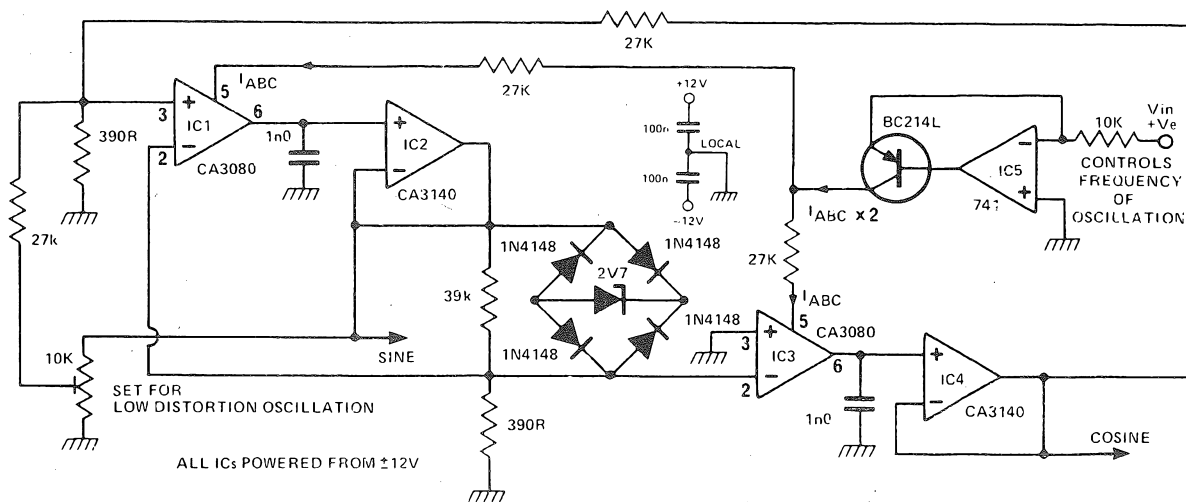 27K
I ABC
27K
5
3
+
IC1
6
−
2
CA3080
390R
1n0
+
IC2
−
CA3140
+12V
100n
LOCAL
100n
−12V
BC214L
10K
Vin
+Ve
−
IC5
+
741
CONTROLS
FREQUENCY
OF
OSCILLATION
I ABC x 2
27k
1N4148
1N4148
2V7
39k
27K
I ABC
5
1N4148
1N4148
CA3080
3
+
IC3
6
−
2
+
IC4
−
CA3140
1n0
10K
SINE
SET FOR
LOW DISTORTION OSCILLATION
390R
COSINE
ALL ICs POWERED FROM ±12V